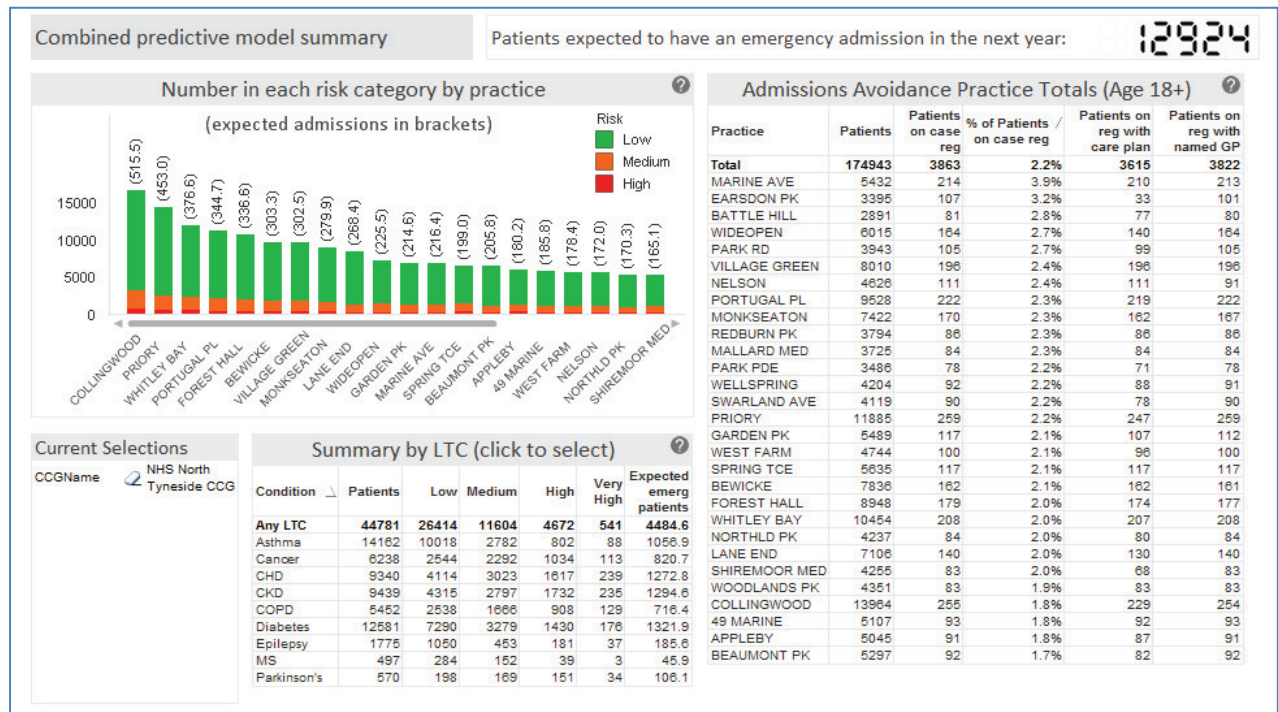 Combined predictive model summary
Patients expected to have an emergency admission in the next year: 12924
Number in each risk category by practice
(expected admissions in brackets)
Risk
Low
Medium
High
15000
10000
5000
0
(515.5) (453.0) (376.6) (344.7) (336.6) (303.3) (302.5) (279.9) (268.4) (225.5) (214.6) (216.4) (199.0) (205.8) (180.2) (185.8) (178.4) (172.0) (170.3) (165.1)
COLLINGWOOD
PRIORY
WHITLEY BAY
PORTUGAL PL
FOREST HALL
BEWICKE
VILLAGE GREEN
MONKSEATON
LANE END
WIDEOPEN
GARDEN PK
MARINE AVE
SPRING TCE
BEAUMONT PK
APPLEBY
49 MARINE
WEST FARM
NELSON
NORTHLD PK
SHIREMOOR MED
Current Selections
CCGName NHS North
Tyneside CCG
Summary by LTC (click to select)
Condition Patients Low Medium High Very High Expected emerg patients
Any LTC 44781 26414 11604 4672 541 4484.6
Asthma 14162 10018 2782 802 88 1056.9
Cancer 6238 2544 2292 1034 113 820.7
CHD 9340 4114 3023 1617 239 1272.8
CKD 9439 4315 2797 1732 235 1294.6
COPD 5452 2538 1666 908 129 716.4
Diabetes 12581 7290 3279 1430 176 1321.9
Epilepsy 1775 1050 453 181 37 185.6
MS 497 284 152 39 3 45.9
Parkinson's 570 198 169 151 34 106.1
Admissions Avoidance Practice Totals (Age 18+)
Practice Patients Patients on case reg % of Patients on case reg Patients on reg with care plan Patients on reg with named GP
Total 174943 3863 2.2% 3615 3822
MARINE AVE 5432 214 3.9% 210 213
EARSDON PK 3395 107 3.2% 33 101
BATTLE HILL 2891 81 2.8% 77 80
WIDEOPEN 6015 164 2.7% 140 164
PARK RD 3943 105 2.7% 99 105
VILLAGE GREEN 8010 196 2.4% 196 196
NELSON 4626 111 2.4% 111 91
PORTUGAL PL 9528 222 2.3% 219 222
MONKSEATON 7422 170 2.3% 162 167
REDBURN PK 3794 86 2.3% 86 86
MALLARD MED 3725 84 2.3% 84 84
PARK PDE 3486 78 2.2% 71 78
WELLSPRING 4204 92 2.2% 88 91
SWARLAND AVE 4119 90 2.2% 78 90
PRIORY 11885 259 2.2% 247 259
GARDEN PK 5489 117 2.1% 107 112
WEST FARM 4744 100 2.1% 96 100
SPRING TCE 5635 117 2.1% 117 117
BEWICKE 7836 162 2.1% 162 161
FOREST HALL 8948 179 2.0% 174 177
WHITLEY BAY 10454 208 2.0% 207 208
NORTHLD PK 4237 84 2.0% 80 84
LANE END 7106 140 2.0% 130 140
SHIREMOOR MED 4255 83 2.0% 68 83
WOODLANDS PK 4351 83 1.9% 83 83
COLLINGWOOD 13964 255 1.8% 229 254
49 MARINE 5107 93 1.8% 92 93
APPLEBY 5045 91 1.8% 87 91
BEAUMONT PK 5297 92 1.7% 82 92